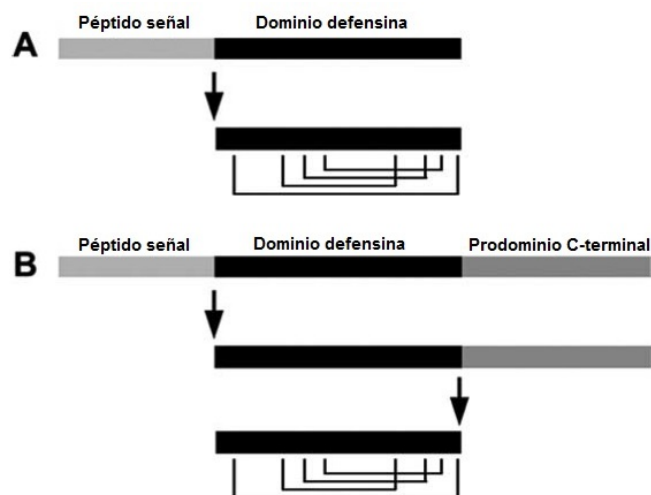 Péptido señal Dominio defensina
A
Péptido señal Dominio defensina Prodominio C-terminal
B